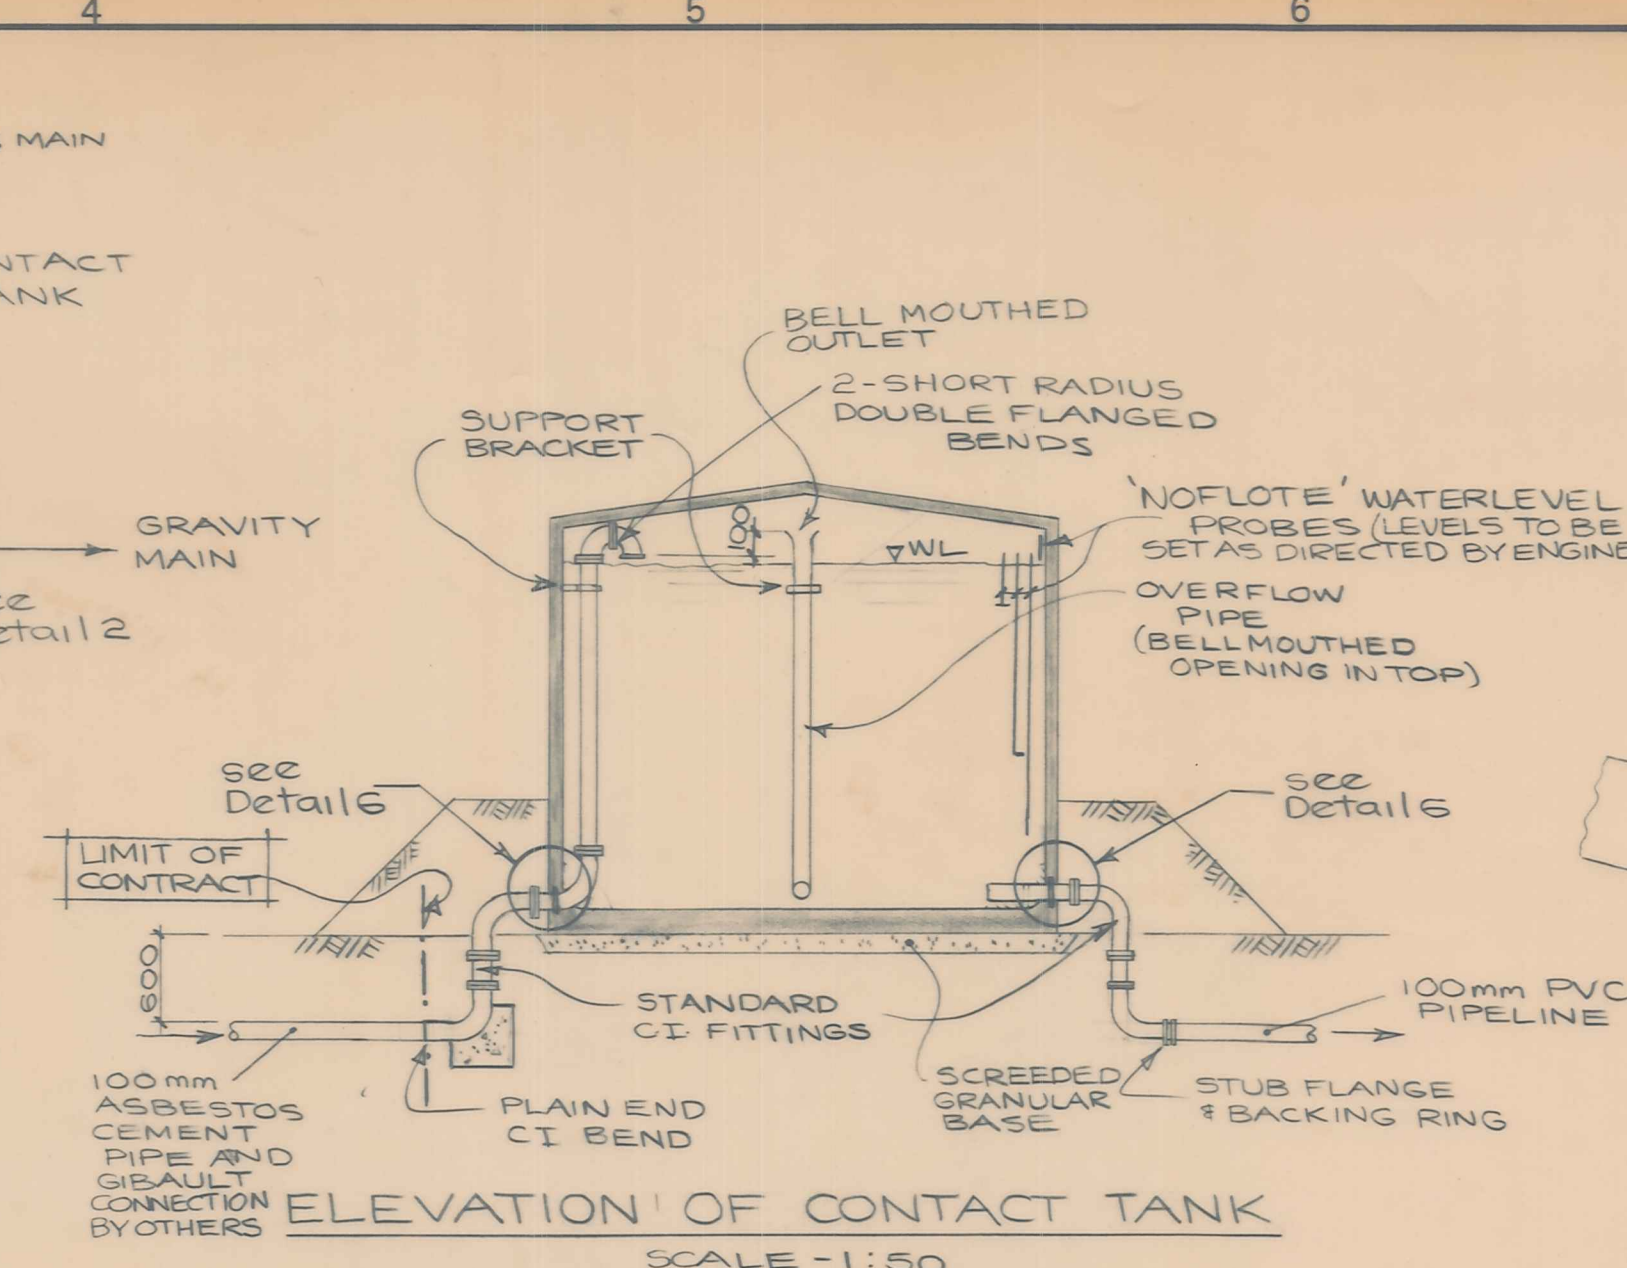 4 5 6
MAIN
GRAVITY
MAIN
BELL MOUTHED
OUTLET
2-SHORT RADIUS
DOUBLE FLANGED
BENDS
SUPPORT
BRACKET
'NOFLOTE' WATERLEVEL
PROBES (LEVELS TO BE
SET AS DIRECTED BY
100
WL
OVERFLOW
PIPE
(BELLMOUTHED
OPENING IN TOP)
see
Detail 6
see
Detail 6
LIMIT OF
CONTRACT
600
STANDARD
CI FITTINGS
100mm PVC
PIPELINE
SCREEDED
GRANULAR
BASE
STUB FLANGE
& BACKING RING
PLAIN END
CI BEND
100mm
ASBESTOS
CEMENT
PIPE AND
GIBAULT
CONNECTION
BY OTHERS
ELEVATION OF CONTACT TANK
SCALE - 1:50